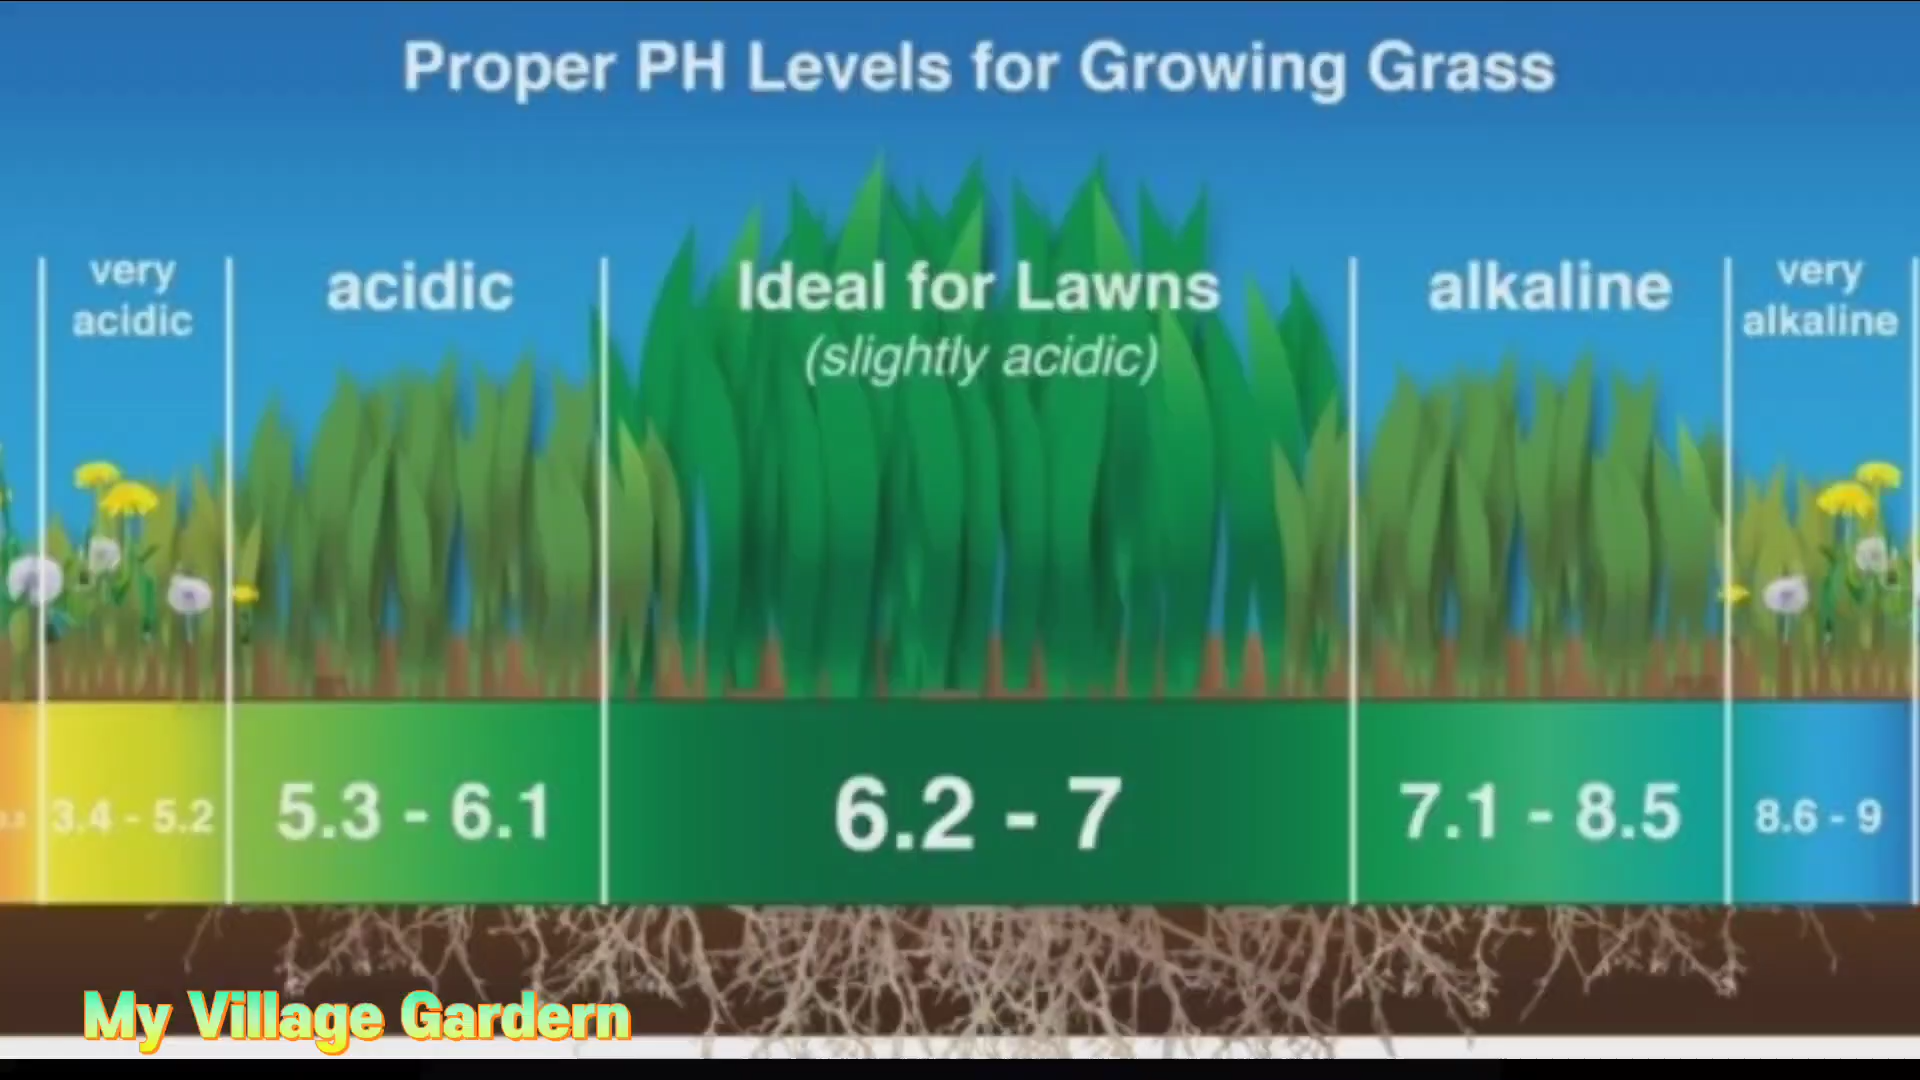 Proper PH Levels for Growing Grass
very
acidic
acidic
Ideal for Lawns
(slightly acidic)
alkaline
very
alkaline
3.4 - 5.2
5.3 - 6.1
6.2 - 7
7.1 - 8.5
8.6 - 9
My Village Gardern